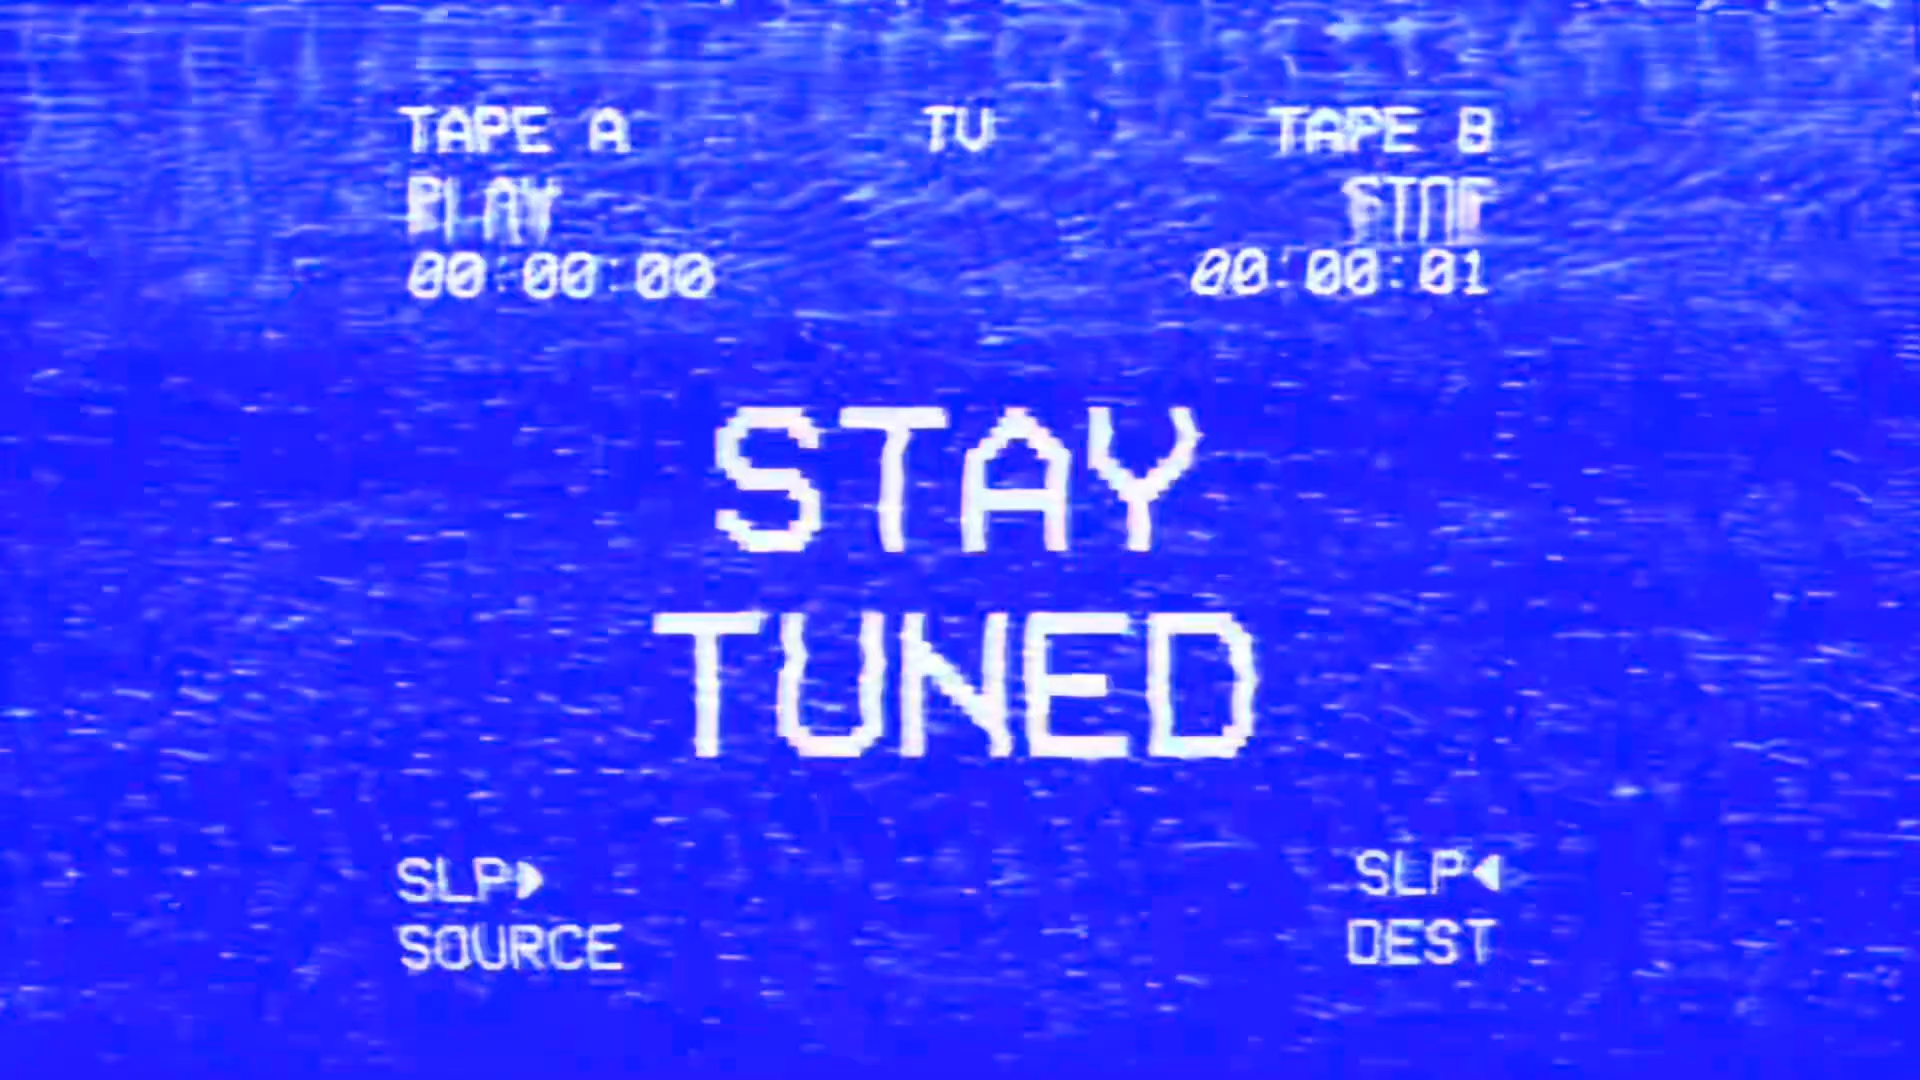 TAPE A TV TAPE B
PLAY STOP
00:00:00 00:00:01
STAY
TUNED
SLP▶ SLP◀
SOURCE DEST